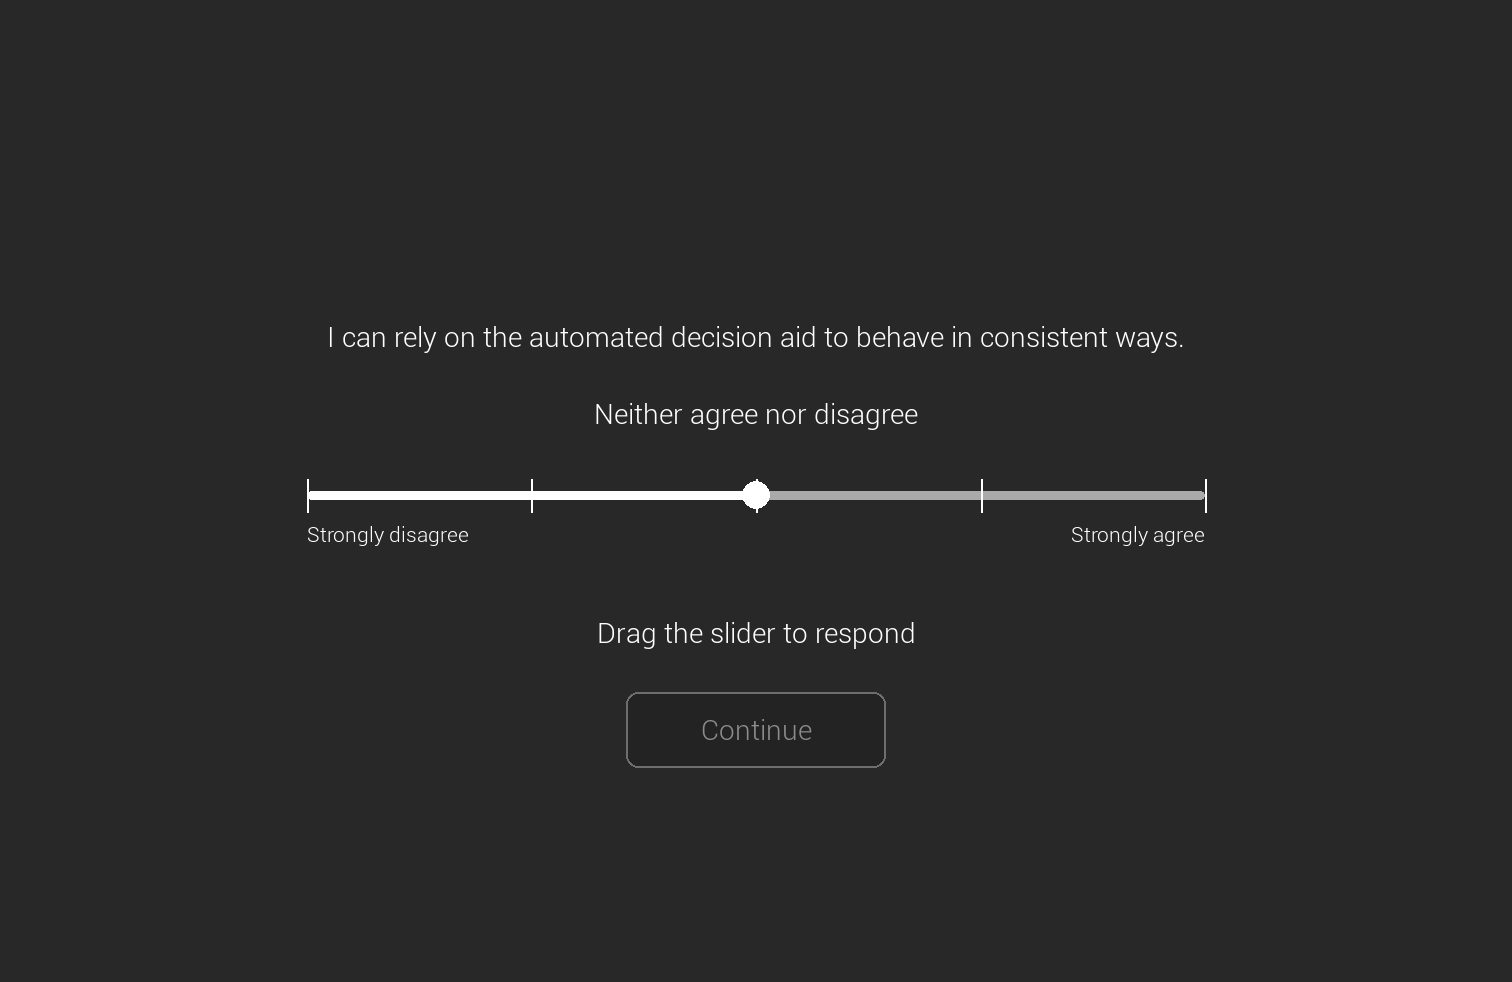 I can rely on the automated decision aid to behave in consistent ways.
Neither agree nor disagree
Strongly disagree
Strongly agree
Drag the slider to respond
Continue